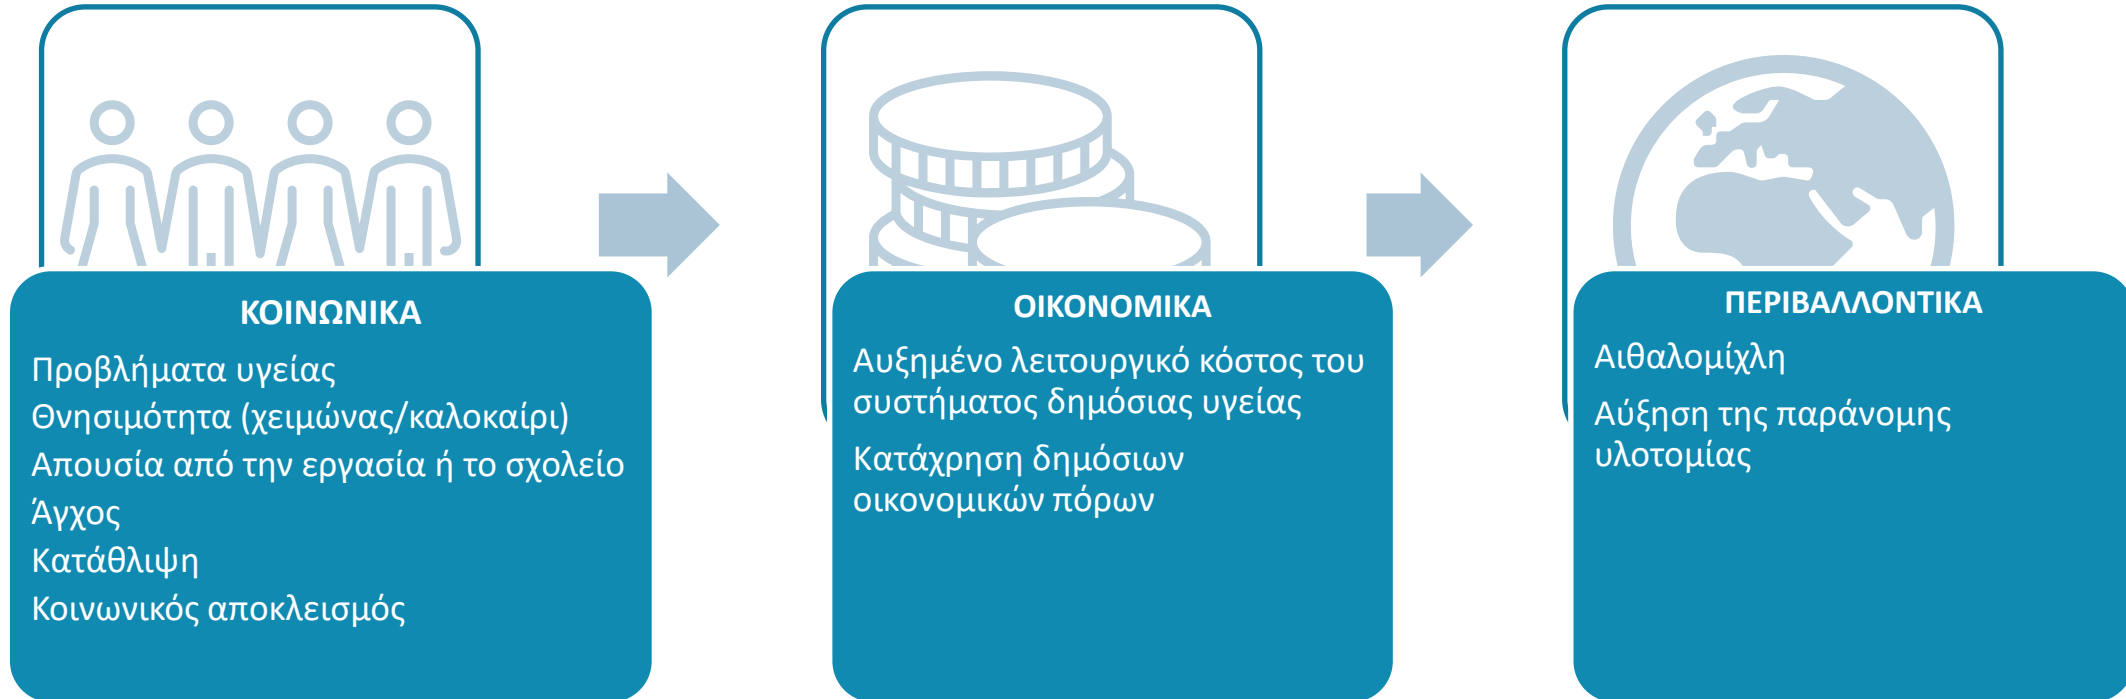 ΚΟΙΝΩΝΙΚΑ
Προβλήματα υγείας
Θνησιμότητα (χειμώνας/καλοκαίρι)
Απουσία από την εργασία ή το σχολείο
Άγχος
Κατάθλιψη
Κοινωνικός αποκλεισμός
ΟΙΚΟΝΟΜΙΚΑ
Αυξημένο λειτουργικό κόστος του
συστήματος δημόσιας υγείας
Κατάχρηση δημόσιων
οικονομικών πόρων
ΠΕΡΙΒΑΛΛΟΝΤΙΚΑ
Αιθαλομίχλη
Αύξηση της παράνομης
υλοτομίας